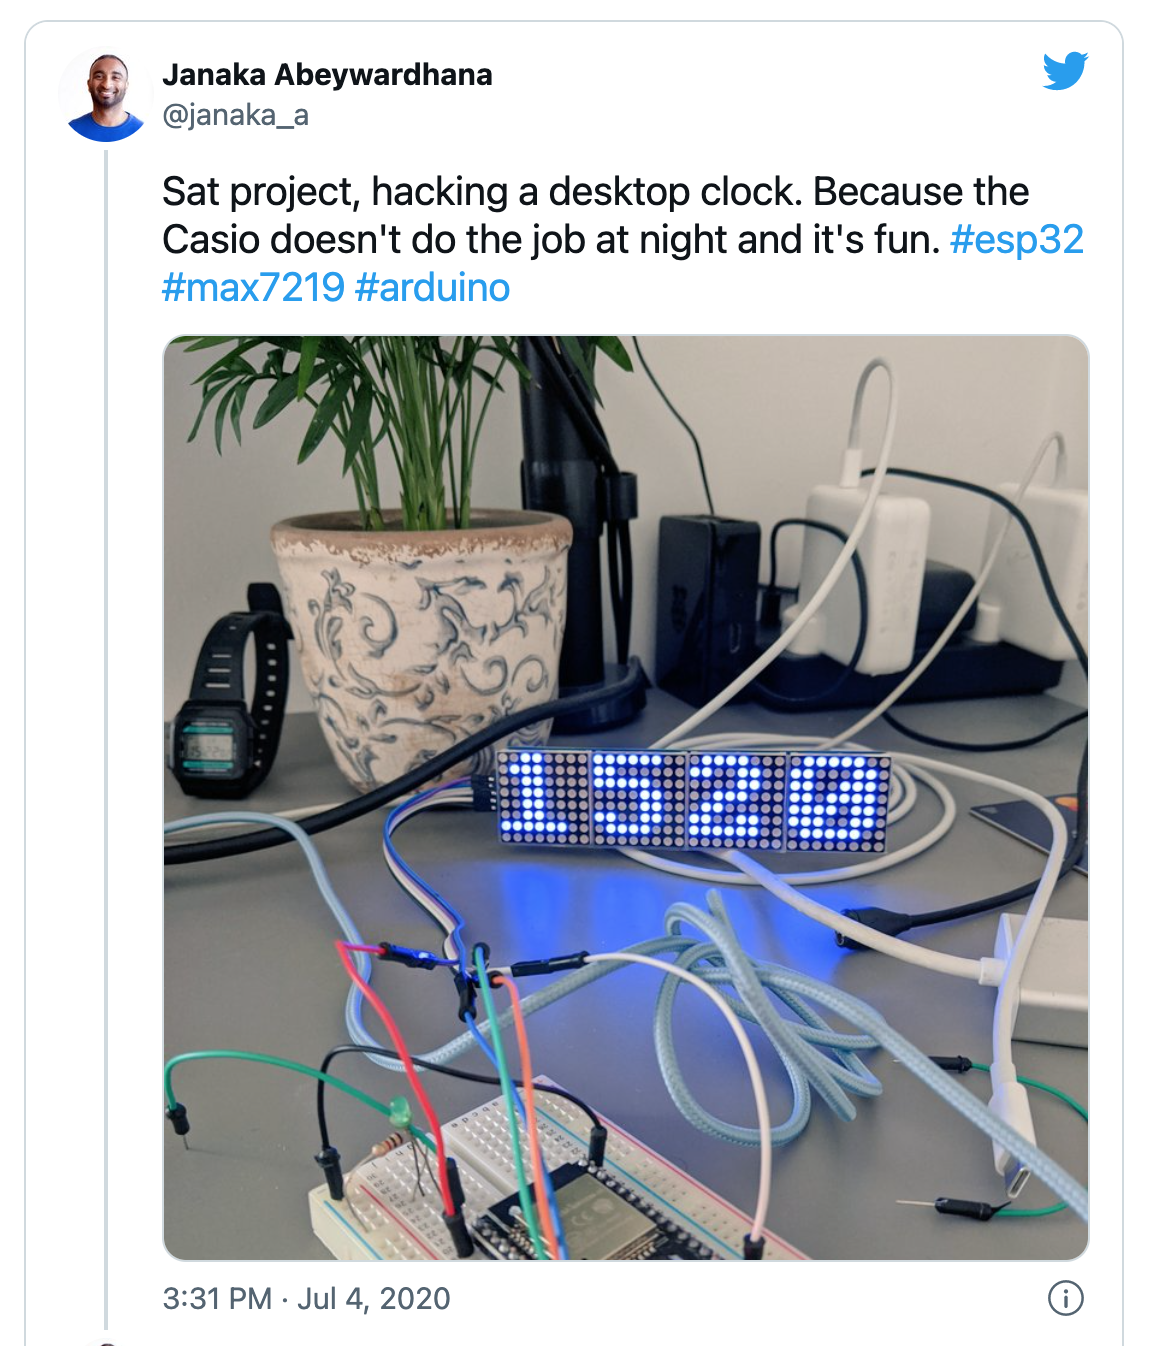 Janaka Abeywardhana
@janaka_a
Sat project, hacking a desktop clock. Because the
Casio doesn't do the job at night and it's fun. #esp32
#max7219 #arduino
1520
3:31 PM · Jul 4, 2020